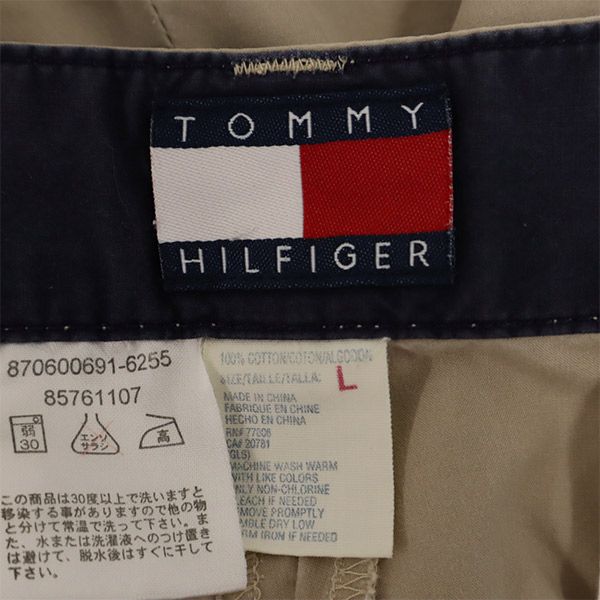 TOMMY
HILFIGER
870600691-6255
85761107
弱
30
エンソ
サラシ
高
この商品は30度以上で洗いますと
移染する事がありますので他の物
と分けて常温で洗って下さい。ま
た、水または洗濯液へのつけ置き
は避けて、脱水後はすぐに干して
下さい。
100% COTTON/COTON/ALGODON
SIZE/TAILLE/TALLA:
L
MADE IN CHINA
FABRIQUE EN CHINE
HECHO EN CHINA
RN# 77806
CA# 20781
(GLS)
MACHINE WASH WARM
WITH LIKE COLORS
ONLY NON-CHLORINE
BLEACH IF NEEDED
REMOVE PROMPTLY
TUMBLE DRY LOW
WARM IRON IF NEEDED